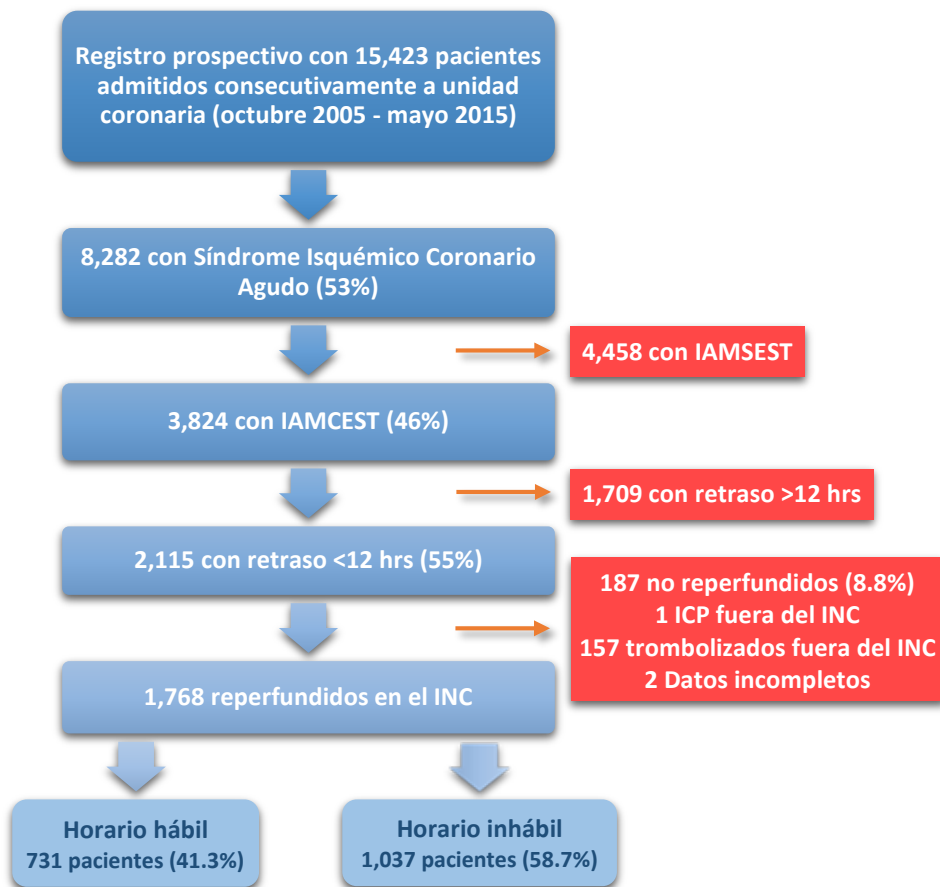 Registro prospectivo con 15,423 pacientes
admitidos consecutivamente a unidad
coronaria (octubre 2005 - mayo 2015)
8,282 con Síndrome Isquémico Coronario
Agudo (53%)
4,458 con IAMSEST
3,824 con IAMCEST (46%)
1,709 con retraso >12 hrs
2,115 con retraso <12 hrs (55%)
187 no reperfundidos (8.8%)
1 ICP fuera del INC
157 trombolizados fuera del INC
2 Datos incompletos
1,768 reperfundidos en el INC
Horario hábil
731 pacientes (41.3%)
Horario inhábil
1,037 pacientes (58.7%)